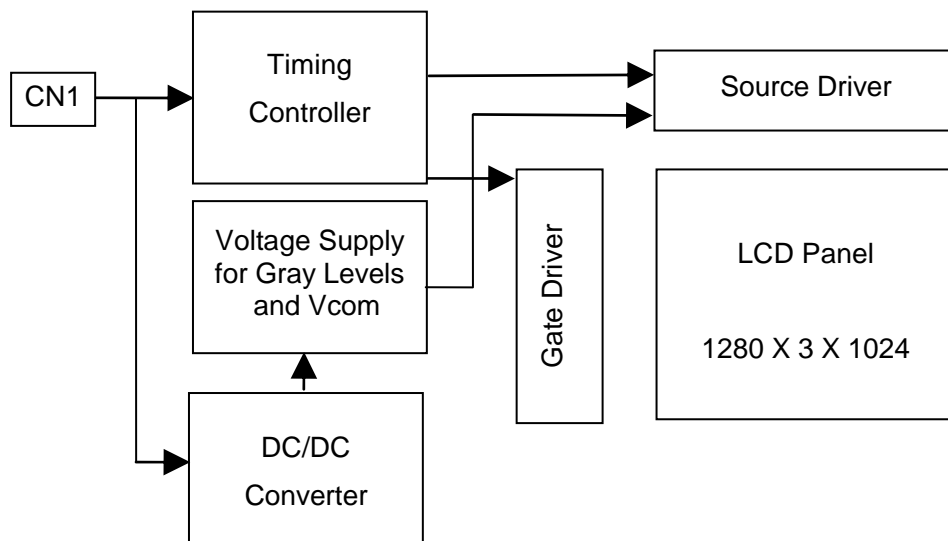 CN1
Timing
Controller
Source Driver
Voltage Supply
for Gray Levels
and Vcom
Gate Driver
LCD Panel
1280 X 3 X 1024
DC/DC
Converter